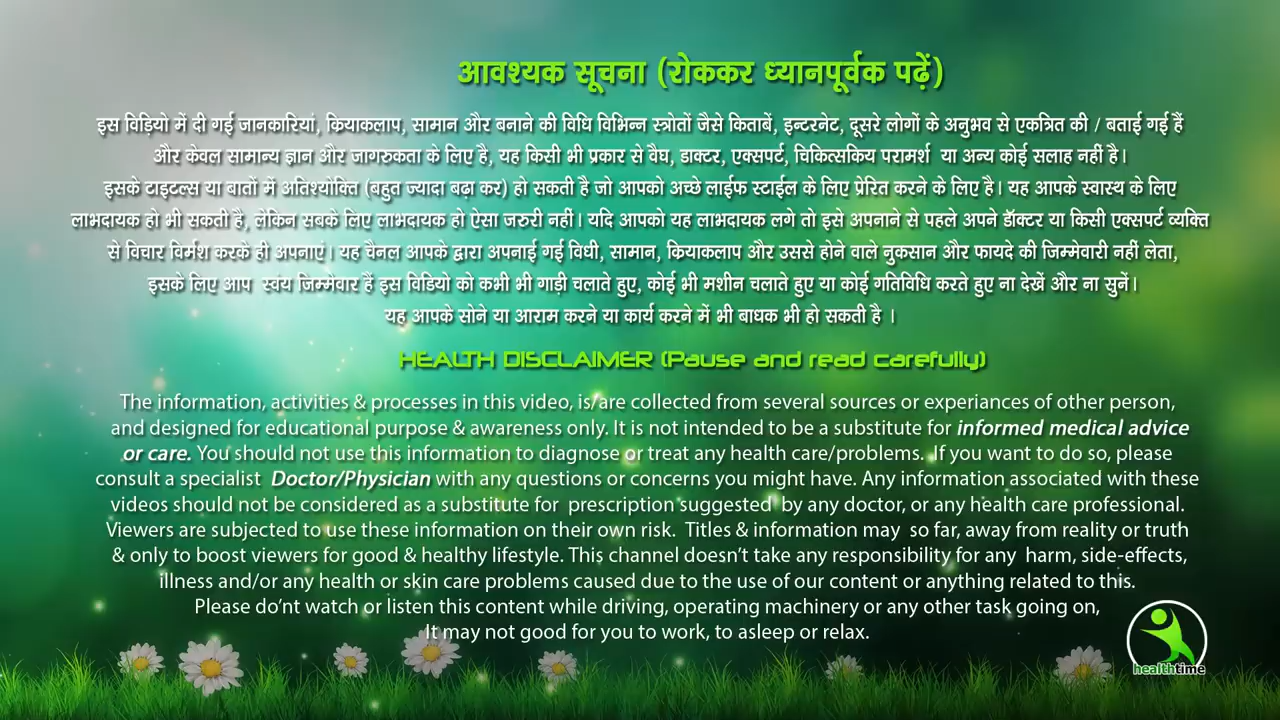 आवश्यक सूचना (रोककर ध्यानपूर्वक पढ़ें)
इस विडियो में दी गई जानकारियां, क्रियाकलाप, सामान और बनाने की विधि विभिन्न स्त्रोतों जैसे किताबें, इन्टरनेट, दूसरे लोगों के अनुभव से एकत्रित की / बताई गई हैं
और केवल सामान्य ज्ञान और जागरुकता के लिए है, यह किसी भी प्रकार से वैघ, डाक्टर, एक्सपर्ट, चिकित्सकिय परामर्श या अन्य कोई सलाह नहीं है।
इसके टाइटल्स या बातों में अतिश्योक्ति (बहुत ज्यादा बढ़ा कर) हो सकती है जो आपको अच्छे लाईफ स्टाईल के लिए प्रेरित करने के लिए है। यह आपके स्वास्थ के लिए
लाभदायक हो भी सकती है, लेकिन सबके लिए लाभदायक हो ऐसा जरुरी नहीं। यदि आपको यह लाभदायक लगे तो इसे अपनाने से पहले अपने डॅाक्टर या किसी एक्सपर्ट व्यक्ति
से विचार विर्मश करके ही अपनाएं। यह चैनल आपके द्वारा अपनाई गई विधी, सामान, क्रियाकलाप और उससे होने वाले नुकसान और फायदे की जिम्मेवारी नहीं लेता,
इसके लिए आप स्वंय जिम्मेवार हैं इस विडियो को कभी भी गाड़ी चलाते हुए, कोई भी मशीन चलाते हुए या कोई गतिविधि करते हुए ना देखें और ना सुनें।
यह आपके सोने या आराम करने या कार्य करने में भी बाधक भी हो सकती है ।
HEALTH DISCLAIMER (Pause and read carefully)
The information, activities & processes in this video, is/are collected from several sources or experiances of other person,
and designed for educational purpose & awareness only. It is not intended to be a substitute for informed medical advice
or care. You should not use this information to diagnose or treat any health care/problems. If you want to do so, please
consult a specialist Doctor/Physician with any questions or concerns you might have. Any information associated with these
videos should not be considered as a substitute for prescription suggested by any doctor, or any health care professional.
Viewers are subjected to use these information on their own risk. Titles & information may so far, away from reality or truth
& only to boost viewers for good & healthy lifestyle. This channel doesn't take any responsibility for any harm, side-effects,
illness and/or any health or skin care problems caused due to the use of our content or anything related to this.
Please do'nt watch or listen this content while driving, operating machinery or any other task going on,
It may not good for you to work, to asleep or relax.
healthtime